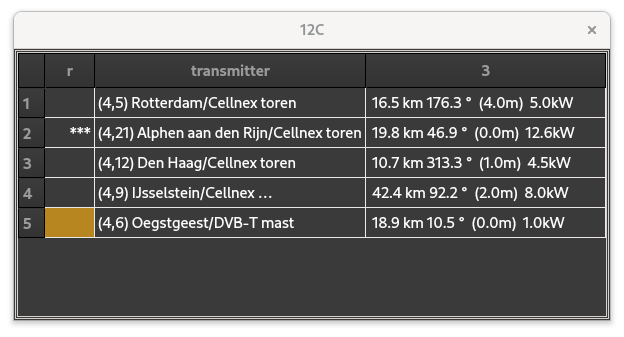 12C ×
r transmitter 3
1 (4,5) Rotterdam/Cellnex toren 16.5 km 176.3 ° (4.0m) 5.0kW
2 *** (4,21) Alphen aan den Rijn/Cellnex toren 19.8 km 46.9 ° (0.0m) 12.6kW
3 (4,12) Den Haag/Cellnex toren 10.7 km 313.3 ° (1.0m) 4.5kW
4 (4,9) IJsselstein/Cellnex ... 42.4 km 92.2 ° (2.0m) 8.0kW
5 (4,6) Oegstgeest/DVB-T mast 18.9 km 10.5 ° (0.0m) 1.0kW